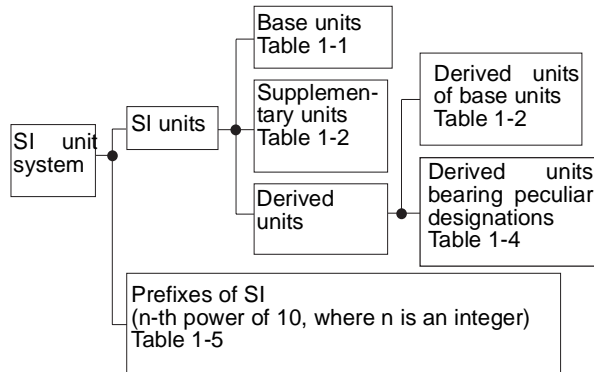 SI unit
system
SI units
Base units
Table 1-1
Supplemen-
tary units
Table 1-2
Derived
units
Derived units
of base units
Table 1-2
Derived units
bearing peculiar
designations
Table 1-4
Prefixes of SI
(n-th power of 10, where n is an integer)
Table 1-5